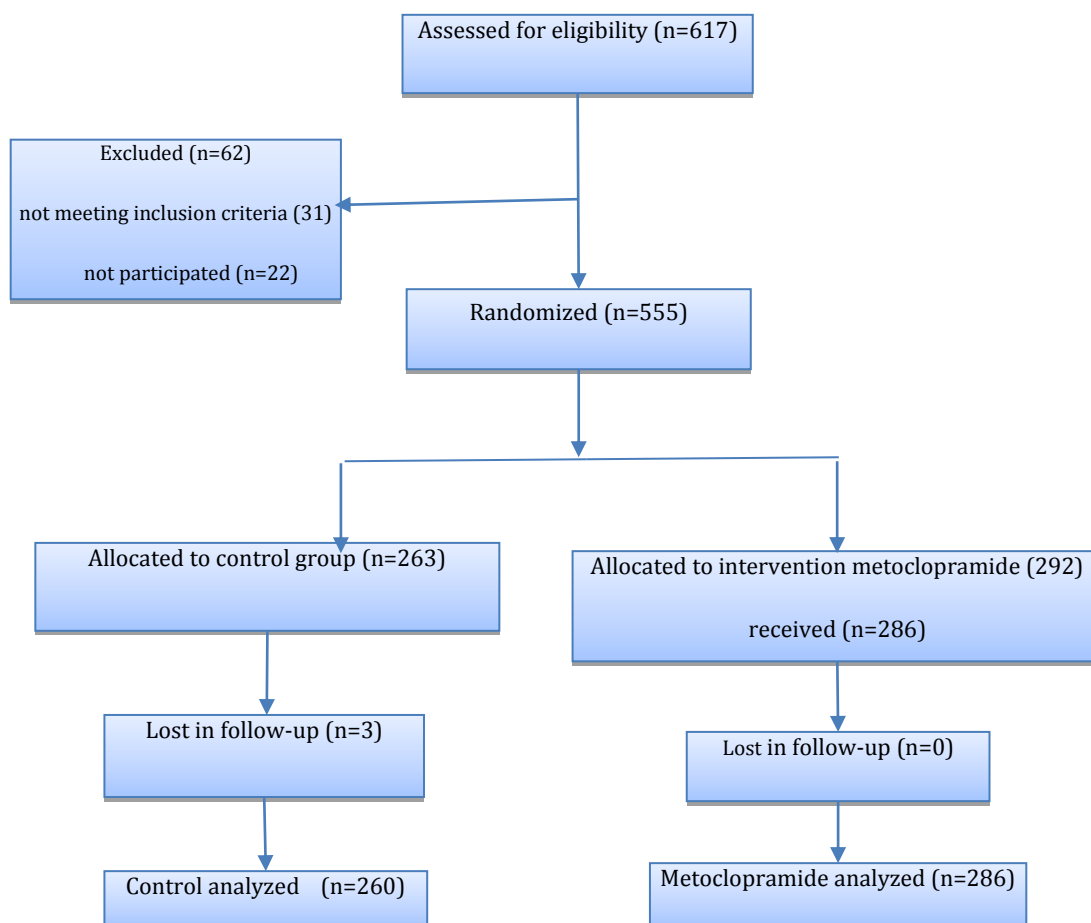 Assessed for eligibility (n=617)
Excluded (n=62)
not meeting inclusion criteria (31)
not participated (n=22)
Randomized (n=555)
Allocated to control group (n=263)
Allocated to intervention metoclopramide (292)
received (n=286)
Lost in follow-up (n=3)
Lost in follow-up (n=0)
Control analyzed (n=260)
Metoclopramide analyzed (n=286)